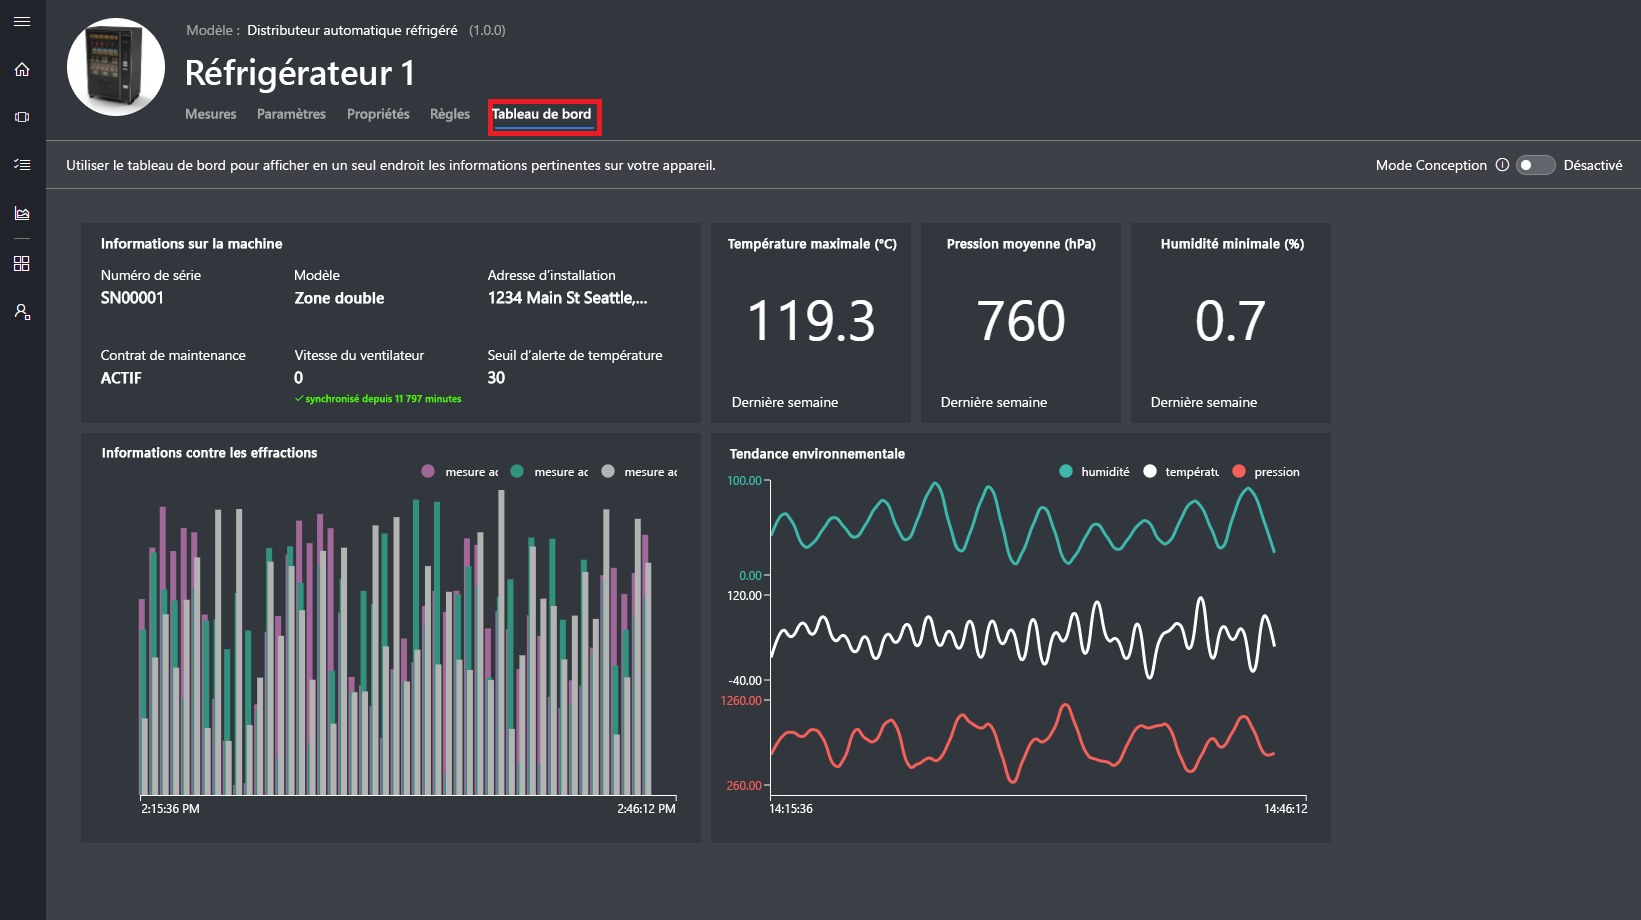 Modèle : Distributeur automatique réfrigéré (1.0.0)
Réfrigérateur 1
Mesures Paramètres Propriétés Règles Tableau de bord
Utiliser le tableau de bord pour afficher en un seul endroit les informations pertinentes sur votre appareil.
Mode Conception Désactivé
Informations sur la machine
Numéro de série Modèle Adresse d'installation
SN00001 Zone double 1234 Main St Seattle,...
Contrat de maintenance Vitesse du ventilateur Seuil d'alerte de température
ACTIF 0 30
synchronisé depuis 11 797 minutes
Température maximale (°C)
119.3
Dernière semaine
Pression moyenne (hPa)
760
Dernière semaine
Humidité minimale (%)
0.7
Dernière semaine
Informations contre les effractions
mesure ac mesure ac mesure ac
2:15:36 PM 2:46:12 PM
Tendance environnementale
humidité températu pression
100.00
0.00
120.00
-40.00
1260.00
260.00
14:15:36 14:46:12